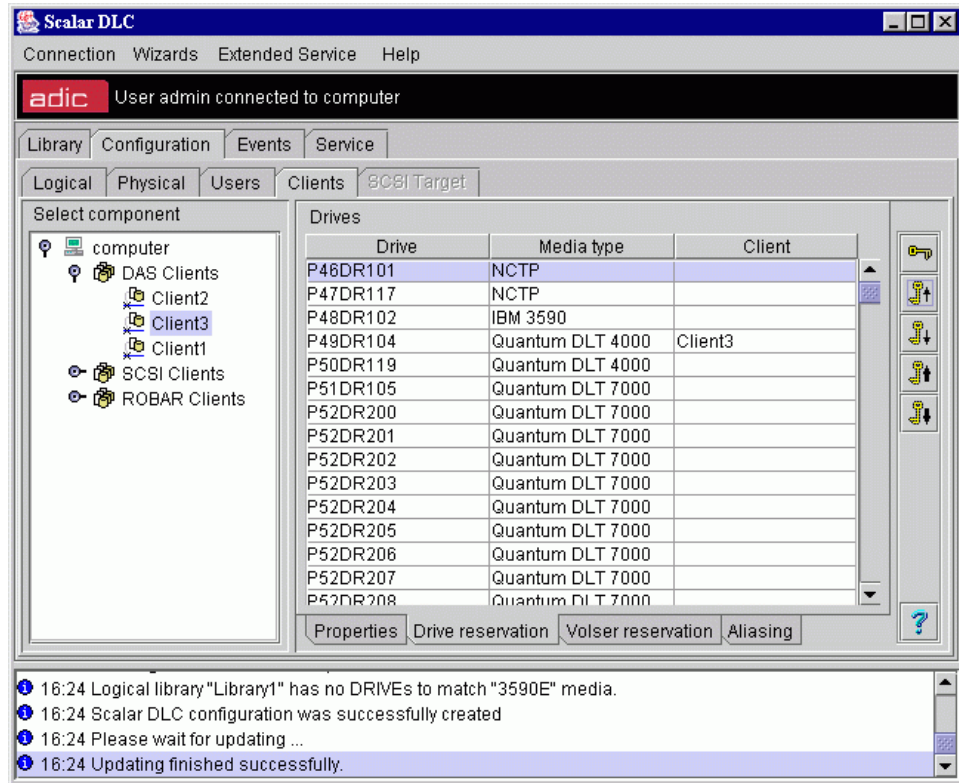 Scalar DLC
Connection Wizards Extended Service Help
adic User admin connected to computer
Library Configuration Events Service
Logical Physical Users Clients SCSI Target
Select component
computer
DAS Clients
Client2
Client3
Client1
SCSI Clients
ROBAR Clients
Drives
Drive Media type Client
P46DR101 NCTP
P47DR117 NCTP
P48DR102 IBM 3590
P49DR104 Quantum DLT 4000 Client3
P50DR119 Quantum DLT 4000
P51DR105 Quantum DLT 7000
P52DR200 Quantum DLT 7000
P52DR201 Quantum DLT 7000
P52DR202 Quantum DLT 7000
P52DR203 Quantum DLT 7000
P52DR204 Quantum DLT 7000
P52DR205 Quantum DLT 7000
P52DR206 Quantum DLT 7000
P52DR207 Quantum DLT 7000
P52DR208 Quantum DLT 7000
Properties Drive reservation Volser reservation Aliasing
16:24 Logical library "Library1" has no DRIVEs to match "3590E" media.
16:24 Scalar DLC configuration was successfully created
16:24 Please wait for updating ...
16:24 Updating finished successfully.